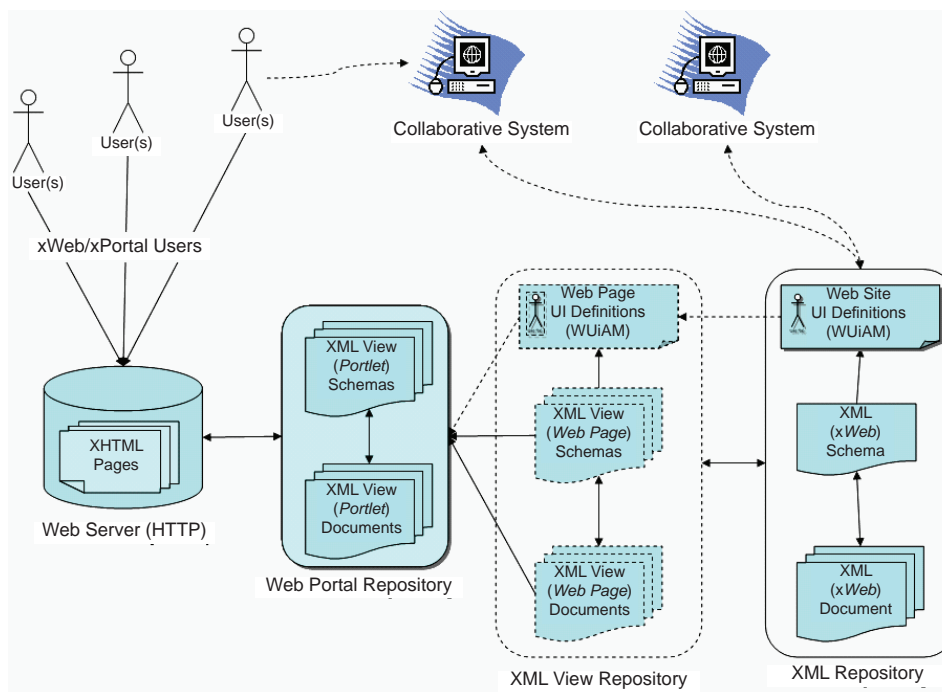 User(s)
User(s)
User(s)
Collaborative System
Collaborative System
xWeb/xPortal Users
XHTML
Pages
Web Server (HTTP)
XML View
(Portlet)
Schemas
XML View
(Portlet)
Documents
Web Portal Repository
Web Page
UI Definitions
(WUiAM)
XML View
(Web Page)
Schemas
XML View
(Web Page)
Documents
XML View Repository
Web Site
UI Definitions
(WUiAM)
XML
(xWeb)
Schema
XML
(xWeb)
Document
XML Repository